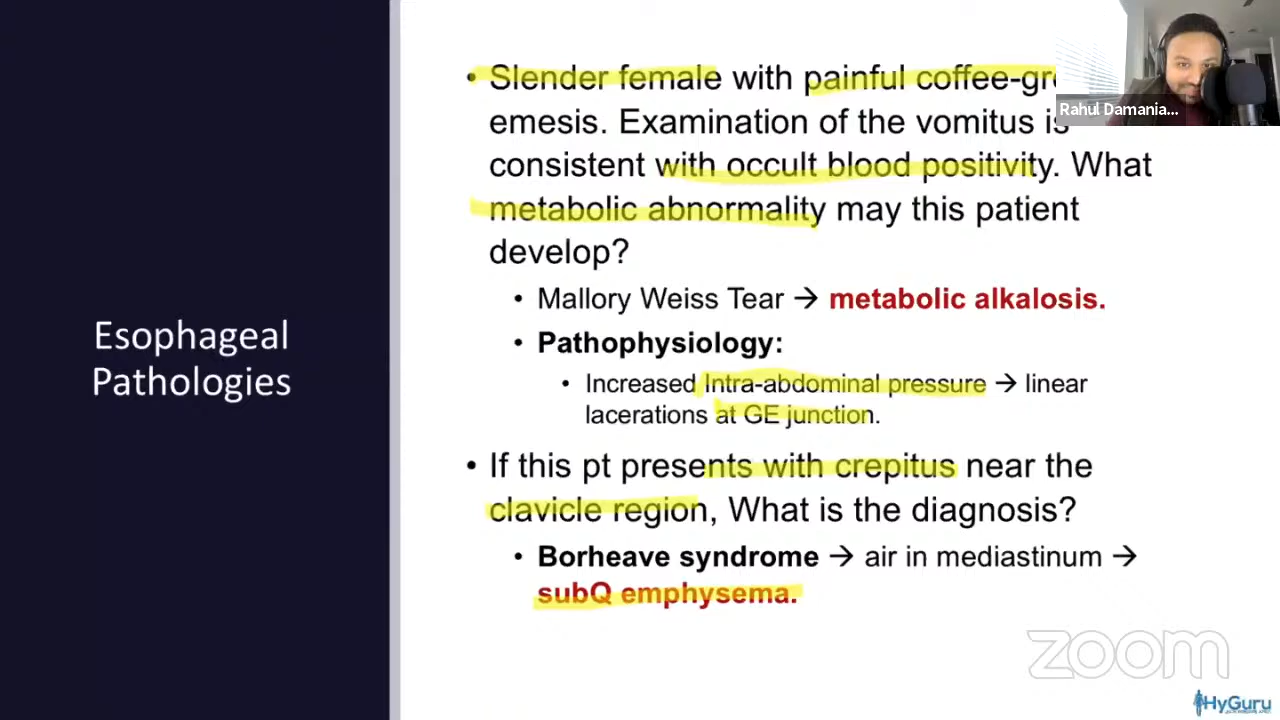 Esophageal
Pathologies
• Slender female with painful coffee-gr
emesis. Examination of the vomitus is
consistent with occult blood positivity. What
metabolic abnormality may this patient
develop?
• Mallory Weiss Tear → metabolic alkalosis.
• Pathophysiology:
• Increased Intra-abdominal pressure → linear
lacerations at GE junction.
• If this pt presents with crepitus near the
clavicle region, What is the diagnosis?
• Borheave syndrome → air in mediastinum →
subQ emphysema.
Rahul Damania...
zoom
HyGuru